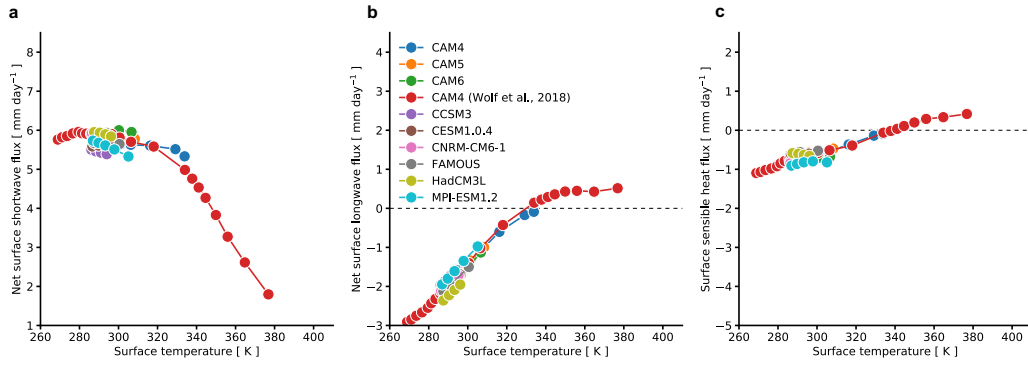 a
b
c
Net surface shortwave flux [ mm day⁻¹ ]
8
7
6
5
4
3
2
1
260 280 300 320 340 360 380 400
Surface temperature [ K ]
Net surface longwave flux [ mm day⁻¹ ]
4
3
2
1
0
−1
−2
−3
CAM4
CAM5
CAM6
CAM4 (Wolf et al., 2018)
CCSM3
CESM1.0.4
CNRM-CM6-1
FAMOUS
HadCM3L
MPI-ESM1.2
260 280 300 320 340 360 380 400
Surface temperature [ K ]
Surface sensible heat flux [ mm day⁻¹ ]
2
1
0
−1
−2
−3
−4
−5
260 280 300 320 340 360 380 400
Surface temperature [ K ]